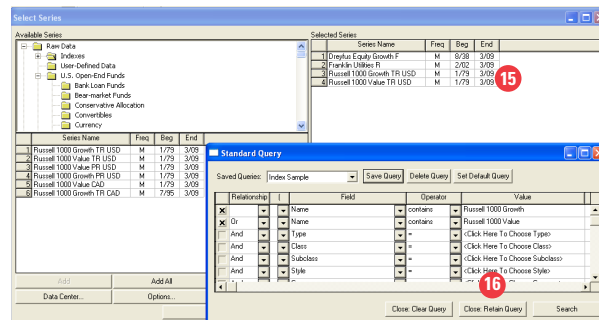 Select Series
Available Series
Raw Data
Indexes
User-Defined Data
U.S. Open-End Funds
Bank Loan Funds
Bear-market Funds
Conservative Allocation
Convertibles
Currency
Series Name Freq Beg End
1 Russell 1000 Growth TR USD M 1/79 3/09
2 Russell 1000 Value TR USD M 1/79 3/09
3 Russell 1000 Value PR USD M 1/79 3/09
4 Russell 1000 Growth PR USD M 1/79 3/09
5 Russell 1000 Value CAD M 1/79 3/09
6 Russell 1000 Growth TR CAD M 7/95 3/09
Add Add All
Data Center... Options...
Selected Series
Series Name Freq Beg End
1 Dreyfus Equity Growth F M 8/38 3/09
2 Franklin Utilities R M 2/02 3/09
3 Russell 1000 Growth TR USD M 1/79 3/09
4 Russell 1000 Value TR USD M 1/79 3/09
15
Standard Query
Saved Queries: Index Sample Save Query Delete Query Set Default Query
Relationship ( Field Operator Value
Name contains Russell 1000 Growth
Or Name contains Russell 1000 Value
And Type = <Click Here To Choose Type>
And Class = <Click Here To Choose Class>
And Subclass = <Click Here To Choose Subclass>
And Style = <Click Here To Choose Style>
16
Close: Clear Query Close: Retain Query Search